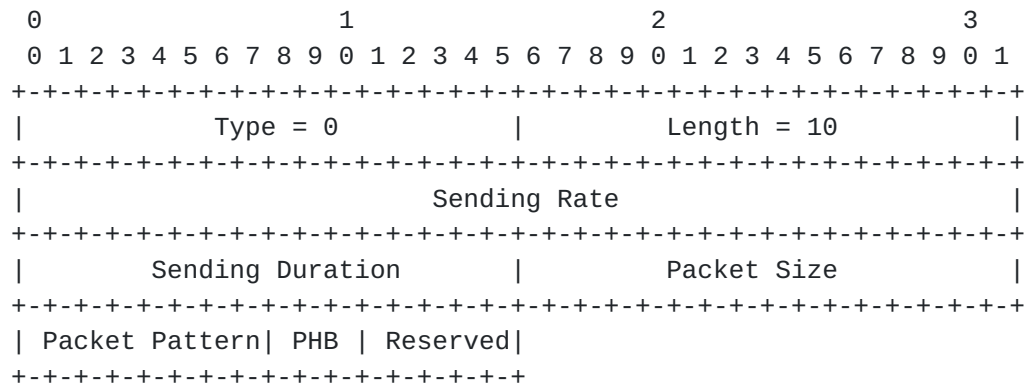 0                   1                   2                   3
 0 1 2 3 4 5 6 7 8 9 0 1 2 3 4 5 6 7 8 9 0 1 2 3 4 5 6 7 8 9 0 1
+-+-+-+-+-+-+-+-+-+-+-+-+-+-+-+-+-+-+-+-+-+-+-+-+-+-+-+-+-+-+-+-+
|            Type = 0           |         Length = 10           |
+-+-+-+-+-+-+-+-+-+-+-+-+-+-+-+-+-+-+-+-+-+-+-+-+-+-+-+-+-+-+-+-+
|                          Sending Rate                         |
+-+-+-+-+-+-+-+-+-+-+-+-+-+-+-+-+-+-+-+-+-+-+-+-+-+-+-+-+-+-+-+-+
|        Sending Duration       |         Packet Size           |
+-+-+-+-+-+-+-+-+-+-+-+-+-+-+-+-+-+-+-+-+-+-+-+-+-+-+-+-+-+-+-+-+
| Packet Pattern| PHB | Reserved|
+-+-+-+-+-+-+-+-+-+-+-+-+-+-+-+-+